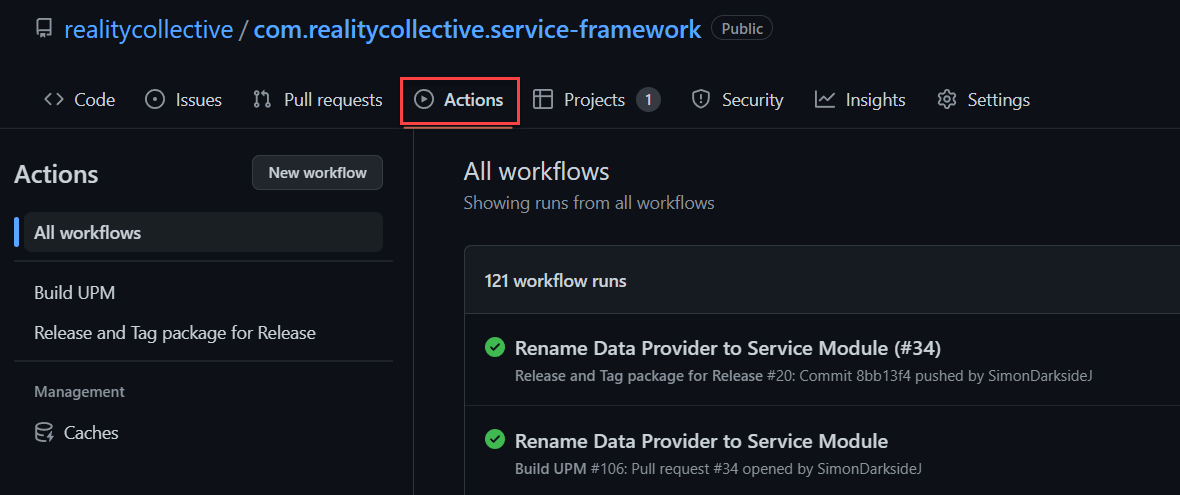 realitycollective / com.realitycollective.service-framework Public
Code Issues Pull requests Actions Projects 1 Security Insights Settings
Actions New workflow
All workflows
Build UPM
Release and Tag package for Release
Management
Caches
All workflows
Showing runs from all workflows
121 workflow runs
Rename Data Provider to Service Module (#34)
Release and Tag package for Release #20: Commit 8bb13f4 pushed by SimonDarksideJ
Rename Data Provider to Service Module
Build UPM #106: Pull request #34 opened by SimonDarksideJ